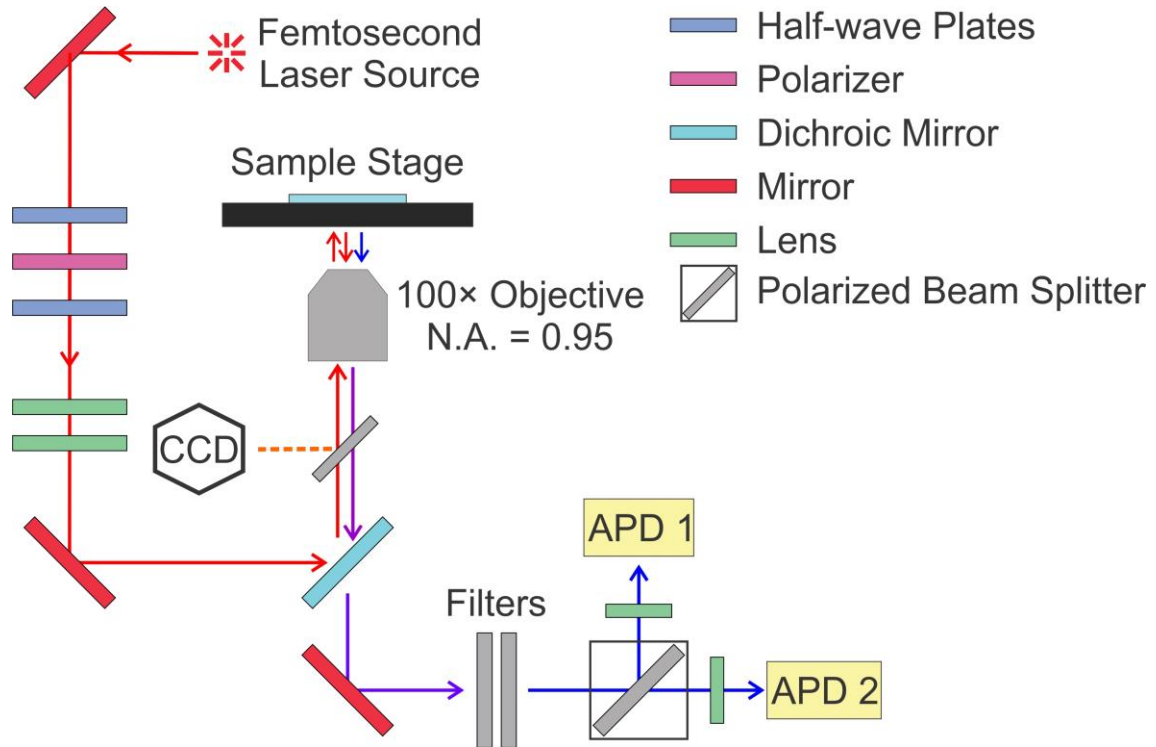 Femtosecond
Laser Source
Sample Stage
100× Objective
N.A. = 0.95
CCD
Filters
APD 1
APD 2
Half-wave Plates
Polarizer
Dichroic Mirror
Mirror
Lens
Polarized Beam Splitter